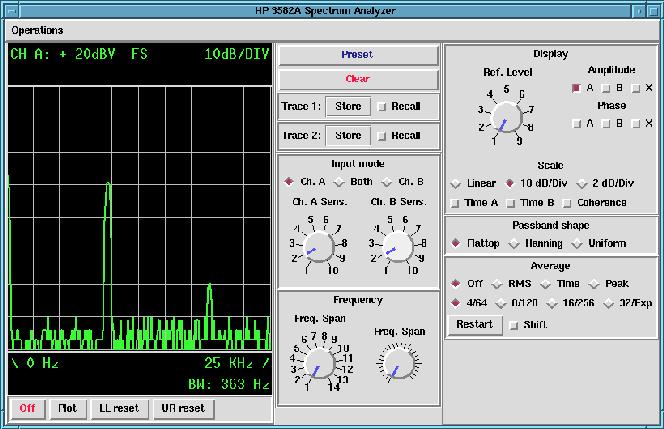 HP 3582A Spectrum Analyzer
Operations
CH A: + 20dBV FS 10dB/DIV
\ 0 Hz 25 KHz /
BW: 363 Hz
Off Plot LL reset UR reset
Preset
Clear
Trace 1: Store Recall
Trace 2: Store Recall
Input mode
Ch. A Both Ch. B
Ch. A Sens. Ch. B Sens.
1 2 3 4 5 6 7 8 9 10
1 2 3 4 5 6 7 8 9 10
Frequency
Freq. Span Freq. Span
1 2 3 4 5 6 7 8 9 10 11 12 13 14
Display
Ref. Level
1 2 3 4 5 6 7 8 9
Amplitude
A B X
Phase
A B X
Scale
Linear 10 dB/Div 2 dB/Div
Time A Time B Coherence
Passband shape
Flattop Hanning Uniform
Average
Off RMS Time Peak
4/64 8/128 16/256 32/Exp
Restart Shift